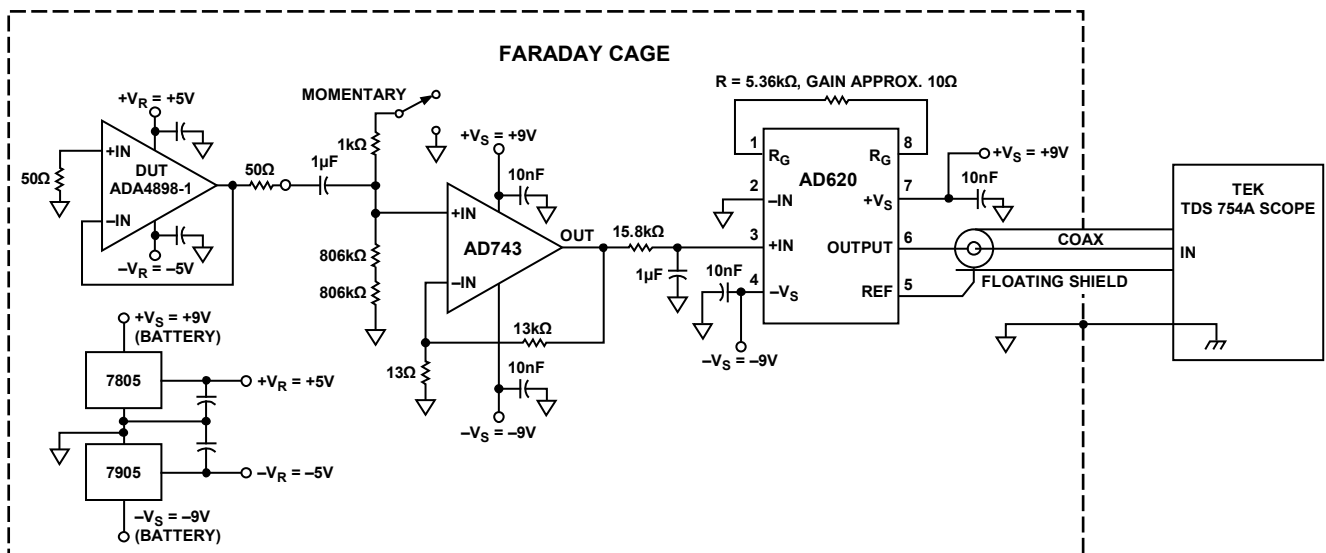 FARADAY CAGE
+VR = +5V
+IN
DUT
ADA4898-1
–IN
50Ω
–VR = –5V
50Ω
1µF
MOMENTARY
1kΩ
806kΩ
806kΩ
+VS = +9V
10nF
+IN
AD743
OUT
–IN
13kΩ
13Ω
10nF
–VS = –9V
15.8kΩ
1µF
R = 5.36kΩ, GAIN APPROX. 10Ω
1
RG
8
RG
AD620
2
–IN
7
+VS
3
+IN
OUTPUT
6
4
–VS
REF
5
+VS = +9V
10nF
10nF
–VS = –9V
COAX
FLOATING SHIELD
TEK
TDS 754A SCOPE
IN
+VS = +9V
(BATTERY)
7805
+VR = +5V
7905
–VR = –5V
–VS = –9V
(BATTERY)